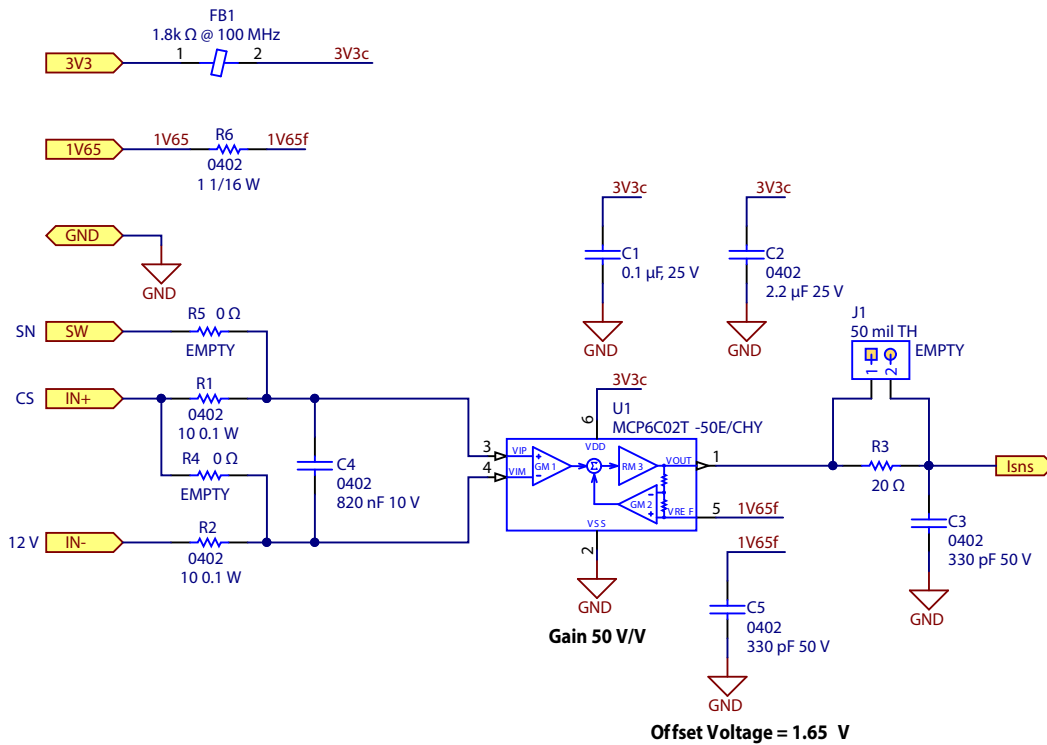 FB1
1.8k Ω @ 100 MHz
3V3 1 2 3V3c
1V65 1V65 R6 1V65f
0402
1 1/16 W
GND
GND
3V3c
C1
0.1 µF, 25 V
GND
3V3c
C2
0402
2.2 µF 25 V
GND
J1
50 mil TH
EMPTY
1 2
SN SW R5 0 Ω
EMPTY
CS IN+ R1
0402
10 0.1 W
R4 0 Ω
EMPTY
12 V IN- R2
0402
10 0.1 W
C4
0402
820 nF 10 V
3V3c
U1
MCP6C02T -50E/CHY
6
VDD
3 VIP
4 VIM
+
-
GM 1
Σ
RM 3
VOUT 1
GM 2
-
+
VRE F 5 1V65f
VSS
2
GND
Gain 50 V/V
1V65f
C5
0402
330 pF 50 V
GND
Offset Voltage = 1.65 V
R3
20 Ω
Isns
C3
0402
330 pF 50 V
GND